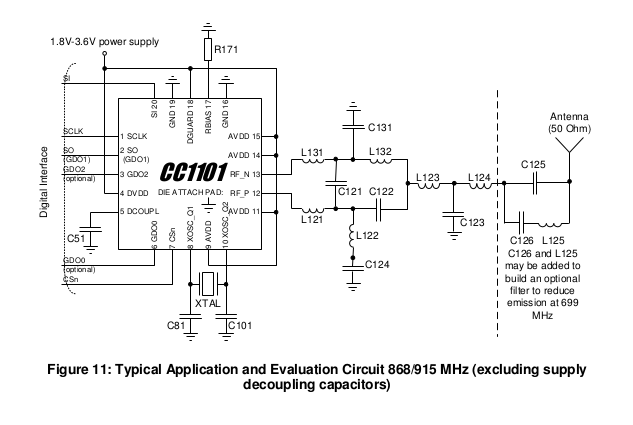 1.8V-3.6V power supply
R171
SI
SI 20
GND 19
DGUARD 18
RBIAS 17
GND 16
Antenna
(50 Ohm)
C131
SCLK
1 SCLK
AVDD 15
SO
(GDO1)
2 SO
(GDO1)
AVDD 14
L131
L132
C125
GDO2
(optional)
3 GDO2
CC1101
RF_N 13
DIE ATTACH PAD:
C121
C122
L123
L124
4 DVDD
RF_P 12
Digital Interface
5 DCOUPL
AVDD 11
L121
C123
C51
6 GDO0
7 CSn
8 XOSC_Q1
9 AVDD
10 XOSC_Q2
L122
C126
L125
C126 and L125
may be added to
build an optional
filter to reduce
emission at 699
MHz
GDO0
(optional)
C124
CSn
XTAL
C81
C101
Figure 11: Typical Application and Evaluation Circuit 868/915 MHz (excluding supply
decoupling capacitors)